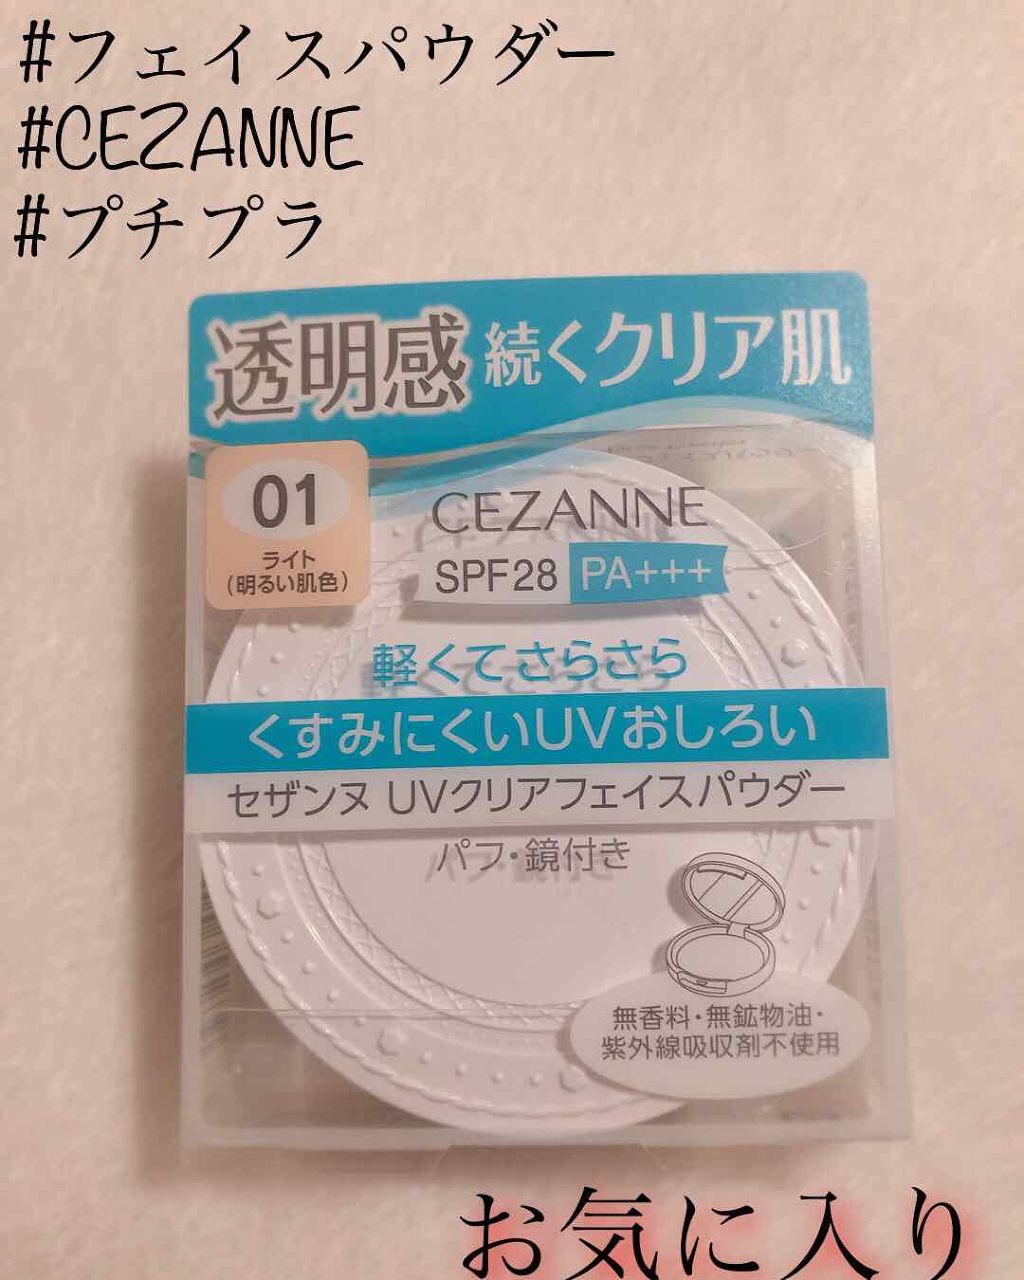 #フェイスパウダー
#CEZANNE
#プチプラ
透明感 続くクリア肌
01
ライト
(明るい肌色)
CEZANNE
SPF28 PA+++
軽くてさらさら
くすみにくいUVおしろい
セザンヌ UVクリアフェイスパウダー
パフ・鏡付き
無香料・無鉱物油・
紫外線吸収剤不使用
お気に入り